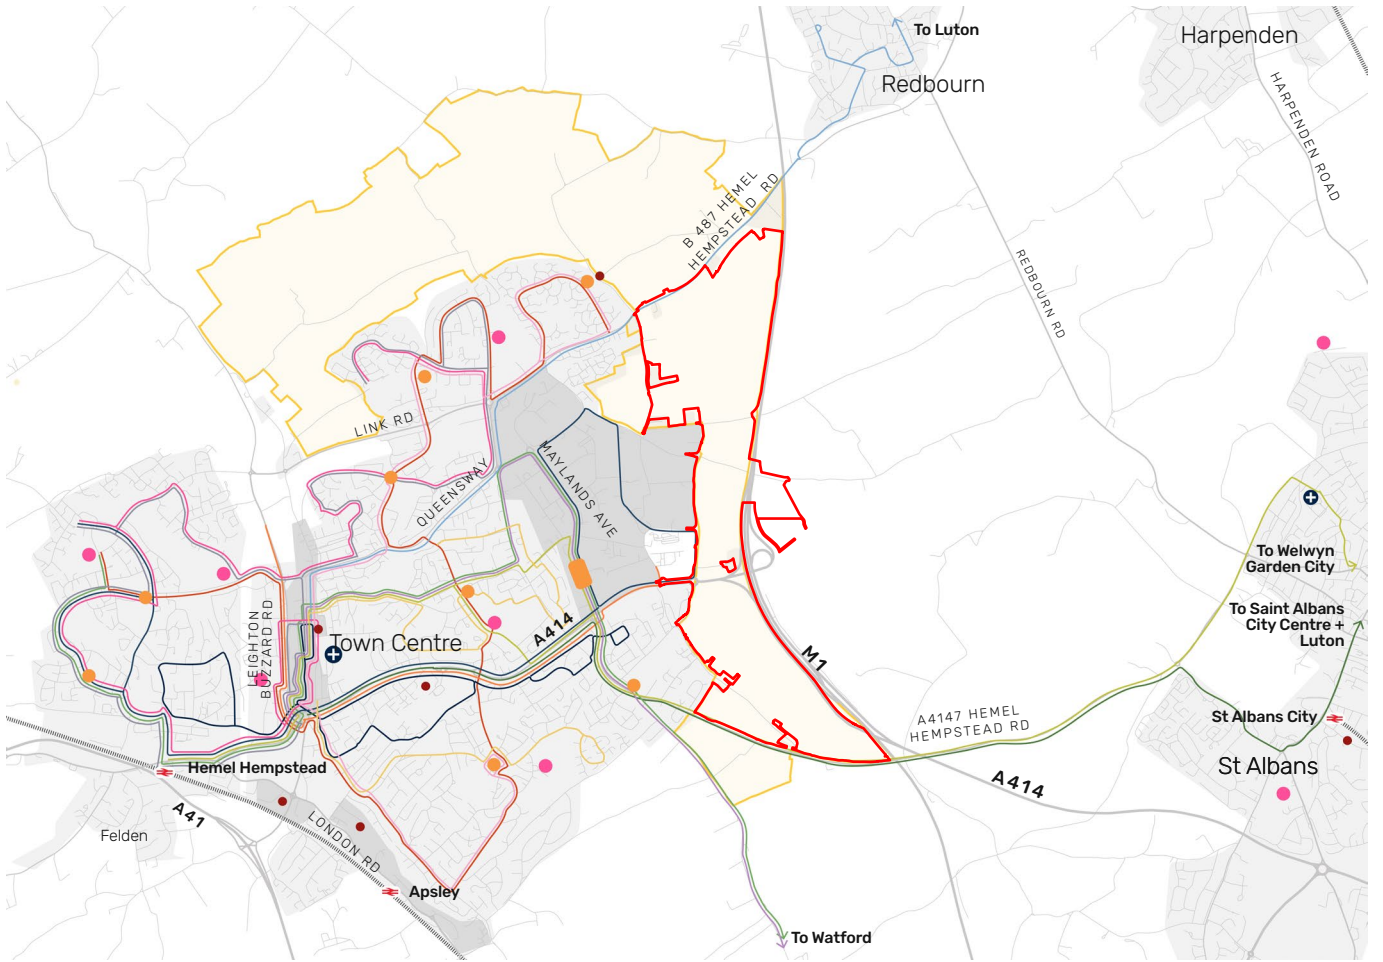 To Luton
Harpenden
Redbourn
HARPENDEN ROAD
B 487 HEMEL
HEMPSTEAD RD
REDBOURN RD
LINK RD
MAYLANDS AVE
QUEENSWAY
To Welwyn
Garden City
To Saint Albans
City Centre +
Luton
LEIGHTON
BUZZARD RD
Town Centre
A414
M1
A4147 HEMEL
HEMPSTEAD RD
St Albans City
St Albans
Hemel Hempstead
A414
A41
Felden
LONDON RD
Apsley
To Watford